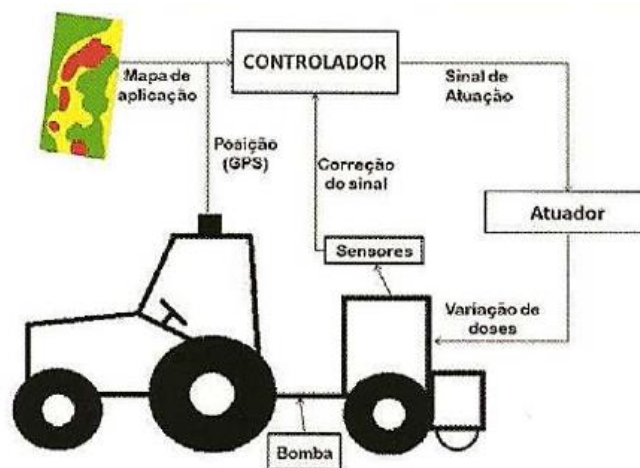 Mapa de
aplicação
CONTROLADOR
Sinal de
Atuação
Posição
(GPS)
Correção
do sinal
Atuador
Sensores
Variação de
doses
Bomba